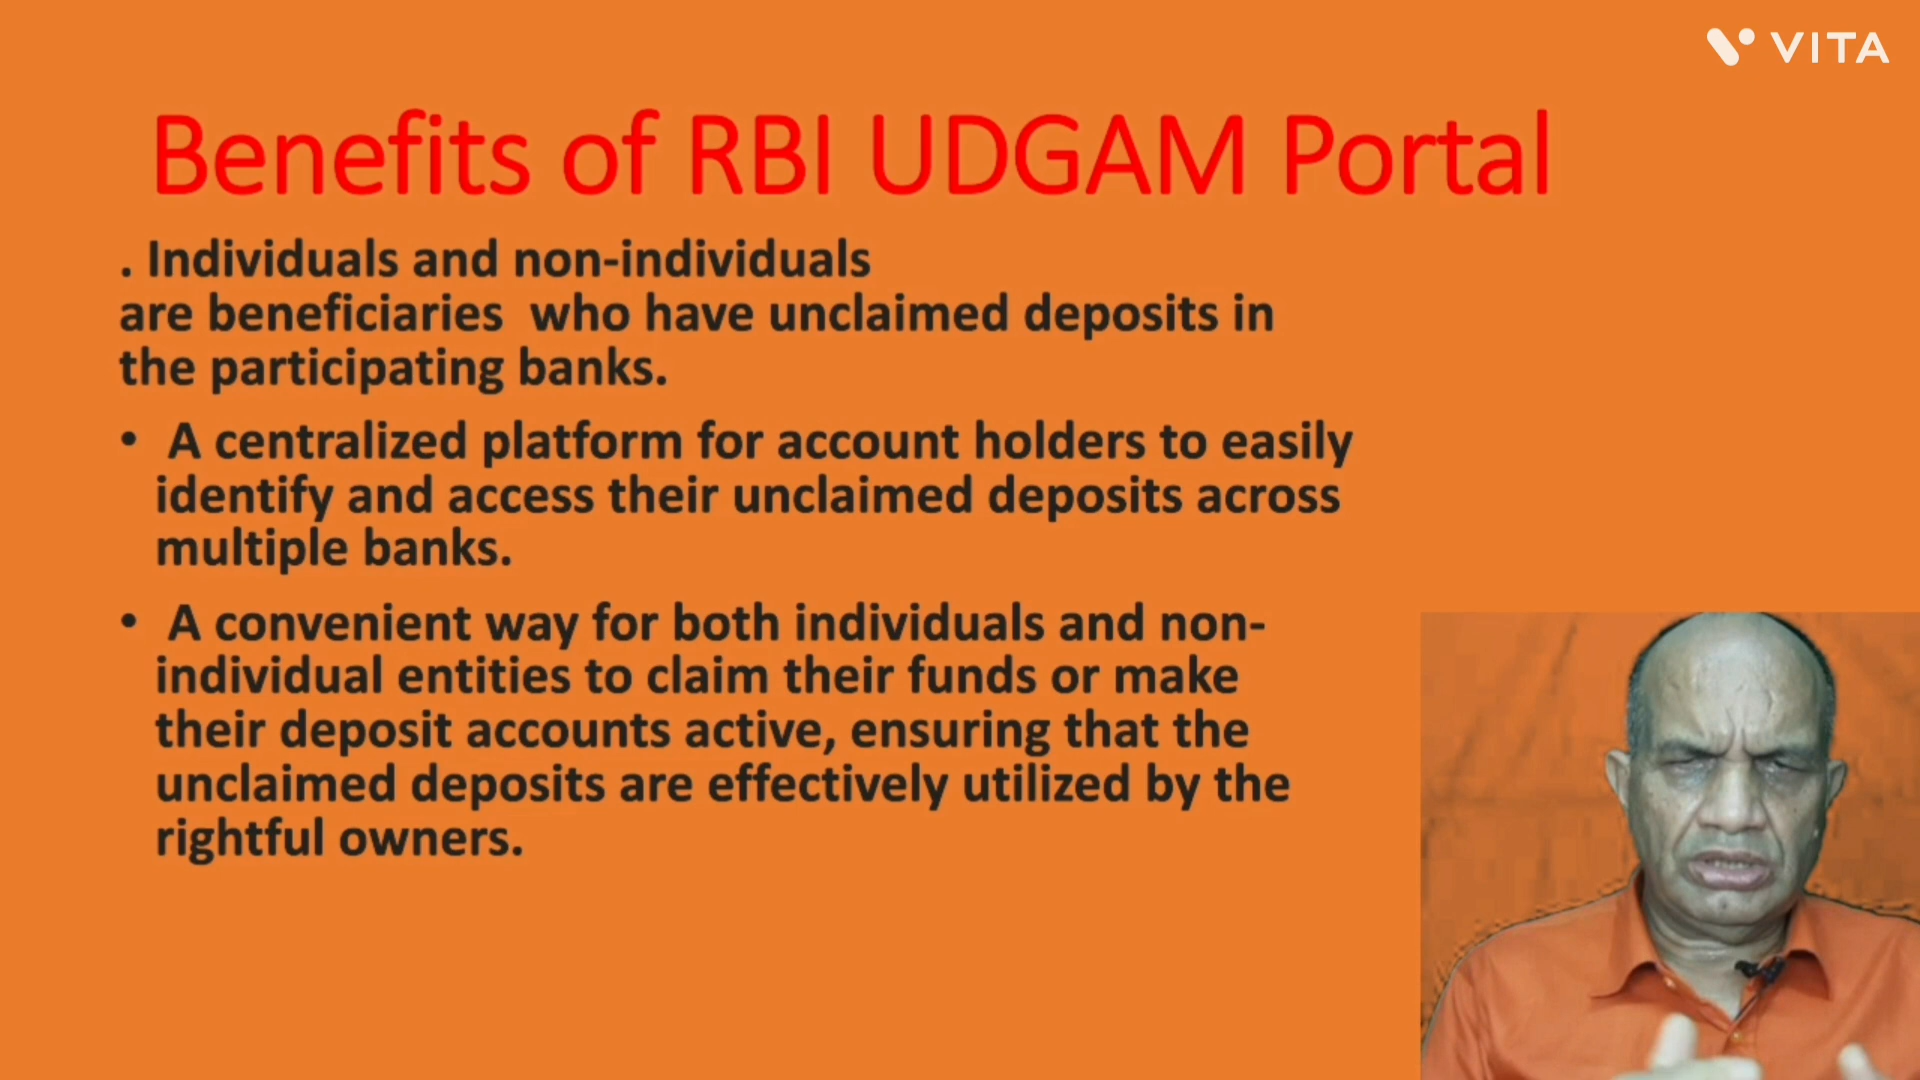 VITA
Benefits of RBI UDGAM Portal
. Individuals and non-individuals
are beneficiaries  who have unclaimed deposits in
the participating banks.
• A centralized platform for account holders to easily
identify and access their unclaimed deposits across
multiple banks.
• A convenient way for both individuals and non-
individual entities to claim their funds or make
their deposit accounts active, ensuring that the
unclaimed deposits are effectively utilized by the
rightful owners.